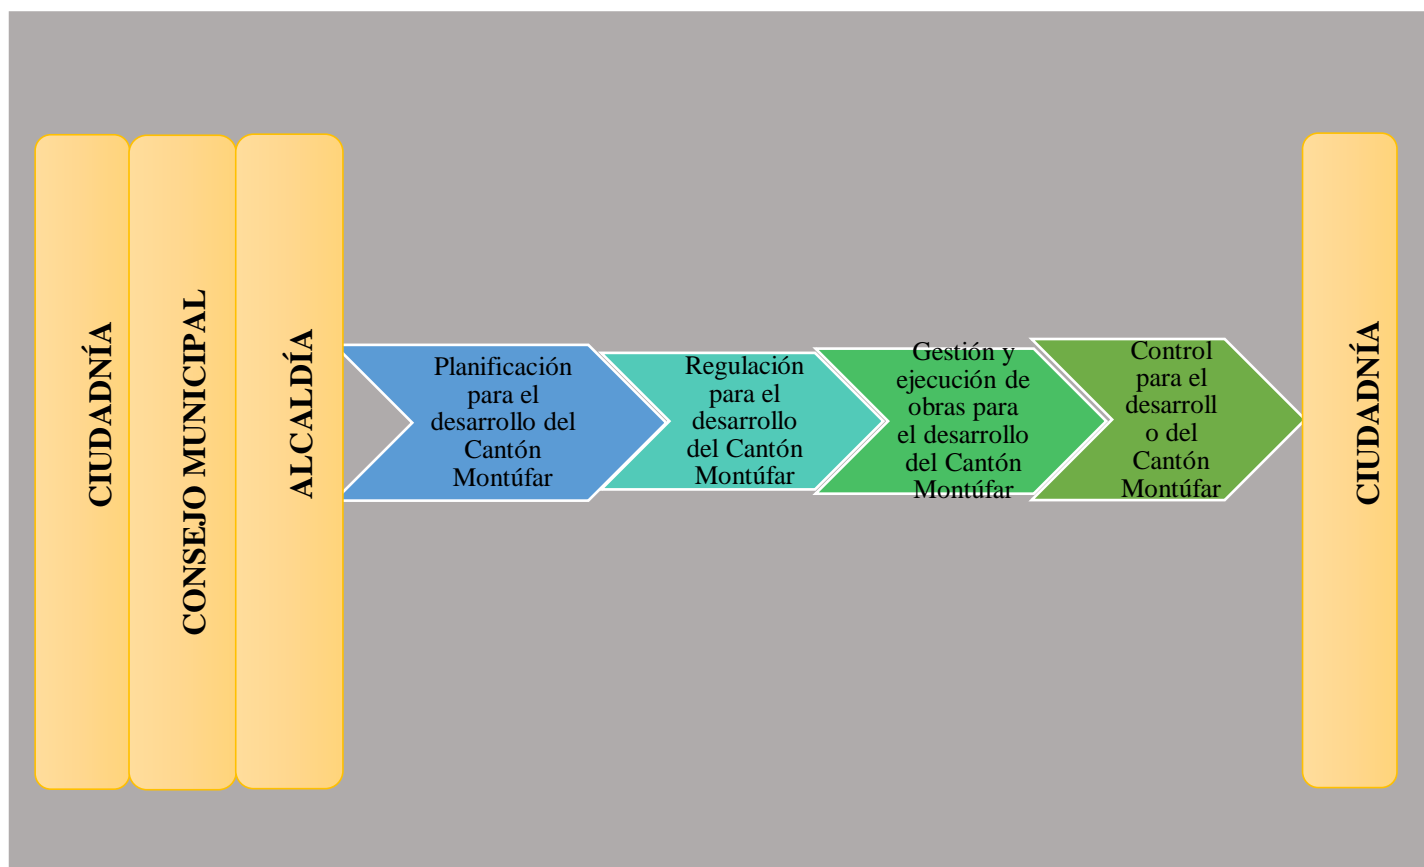 CIUDADNÍA
CONSEJO MUNICIPAL
ALCALDÍA
Planificación
para el
desarrollo del
Cantón
Montúfar
Regulación
para el
desarrollo
del Cantón
Montúfar
Gestión y
ejecución de
obras para
el desarrollo
del Cantón
Montúfar
Control
para el
desarroll
o del
Cantón
Montúfar
CIUDADNÍA